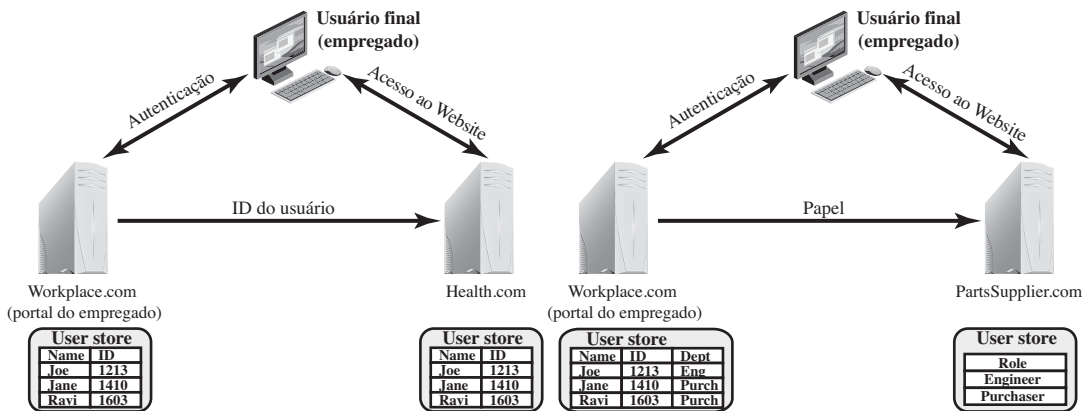 Usuário final
(empregado)
Autenticação
Acesso ao Website
ID do usuário
Workplace.com
(portal do empregado)
Health.com
User store
Name ID
Joe 1213
Jane 1410
Ravi 1603
User store
Name ID
Joe 1213
Jane 1410
Ravi 1603
Usuário final
(empregado)
Autenticação
Acesso ao Website
Papel
Workplace.com
(portal do empregado)
PartsSupplier.com
User store
Name ID Dept
Joe 1213 Eng
Jane 1410 Purch
Ravi 1603 Purch
User store
Role
Engineer
Purchaser